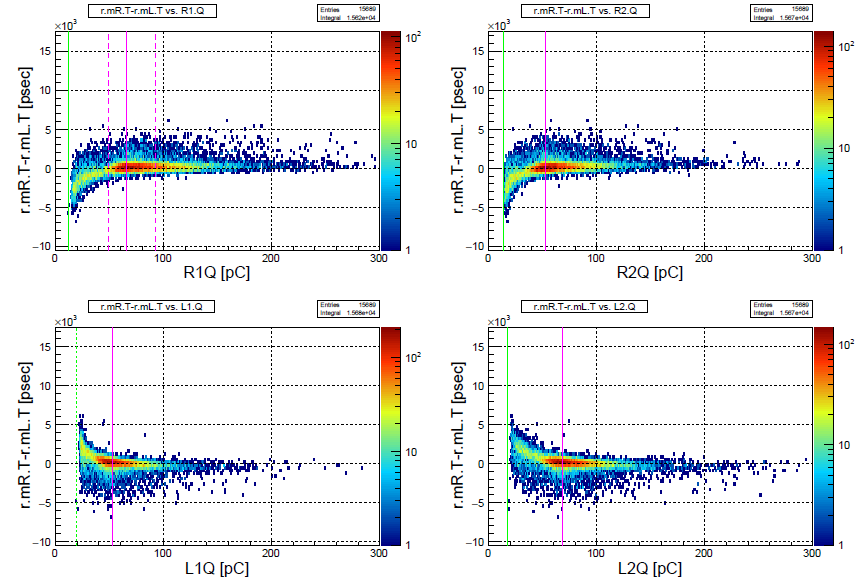 r.mR.T-r.mL.T vs. R1.Q
Entries 15689
Integral 1.562e+04
×10³
r.mR.T-r.mL.T [psec]
15
10
5
0
−5
−10
0 100 200 300
R1Q [pC]
10²
10
1
r.mR.T-r.mL.T vs. R2.Q
Entries 15689
Integral 1.567e+04
×10³
r.mR.T-r.mL.T [psec]
15
10
5
0
−5
−10
0 100 200 300
R2Q [pC]
10²
10
1
r.mR.T-r.mL.T vs. L1.Q
Entries 15689
Integral 1.568e+04
×10³
r.mR.T-r.mL.T [psec]
15
10
5
0
−5
−10
0 100 200 300
L1Q [pC]
10²
10
1
r.mR.T-r.mL.T vs. L2.Q
Entries 15689
Integral 1.567e+04
×10³
r.mR.T-r.mL.T [psec]
15
10
5
0
−5
−10
0 100 200 300
L2Q [pC]
10²
10
1